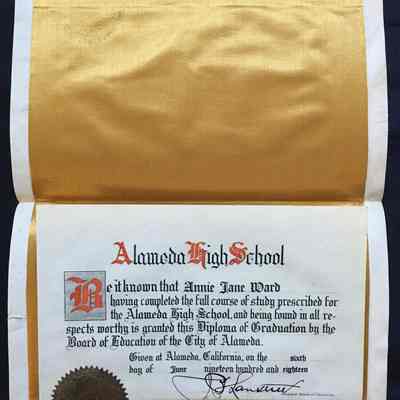 Alameda High School
Be it known that Annie Jane Ward
having completed the full course of study prescribed for
the Alameda High School, and being found in all re-
spects worthy is granted this Diploma of Graduation by the
Board of Education of the City of Alameda.
Given at Alameda, California, on the sixth
day of June nineteen hundred and eighteen